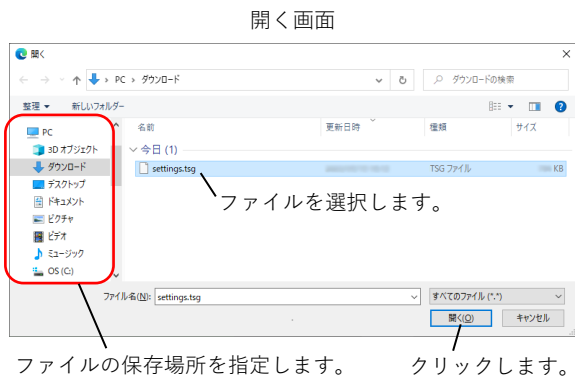 開く画面
開く
PC › ダウンロード
ダウンロードの検索
整理 新しいフォルダー
PC
3D オブジェクト
ダウンロード
デスクトップ
ドキュメント
ピクチャ
ビデオ
ミュージック
OS (C:)
名前 更新日時 種類 サイズ
今日 (1)
settings.tsg TSG ファイル KB
ファイルを選択します。
ファイル名(N): settings.tsg すべてのファイル (*.*)
開く(O) キャンセル
ファイルの保存場所を指定します。 クリックします。